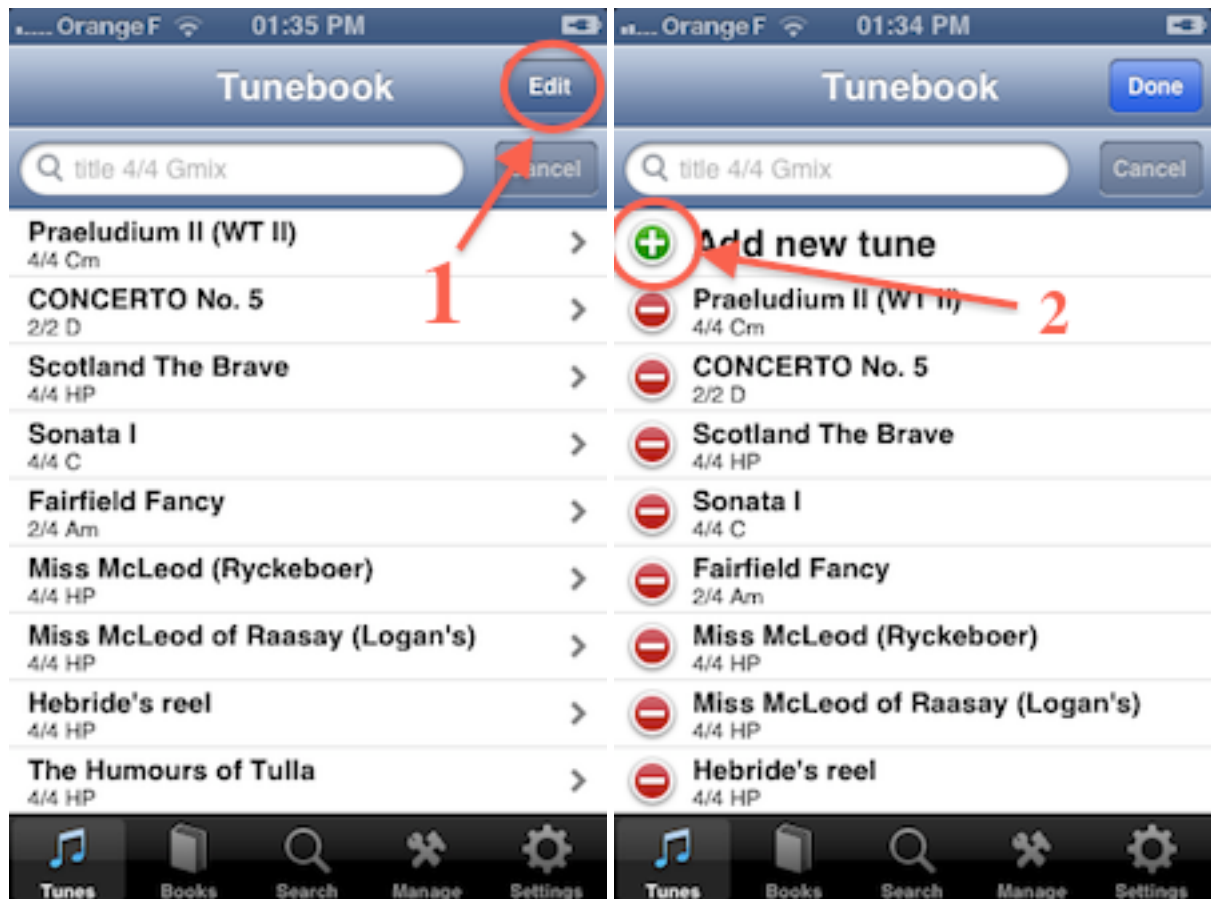 Orange F 01:35 PM
Tunebook
Edit
title 4/4 Gmix
Cancel
Praeludium II (WT II)
4/4 Cm
CONCERTO No. 5
2/2 D
Scotland The Brave
4/4 HP
Sonata I
4/4 C
Fairfield Fancy
2/4 Am
Miss McLeod (Ryckeboer)
4/4 HP
Miss McLeod of Raasay (Logan's)
4/4 HP
Hebride's reel
4/4 HP
The Humours of Tulla
4/4 HP
1
Tunes Books Search Manage Settings
Orange F 01:34 PM
Tunebook
Done
title 4/4 Gmix
Cancel
Add new tune
Praeludium II (WT II)
4/4 Cm
2
CONCERTO No. 5
2/2 D
Scotland The Brave
4/4 HP
Sonata I
4/4 C
Fairfield Fancy
2/4 Am
Miss McLeod (Ryckeboer)
4/4 HP
Miss McLeod of Raasay (Logan's)
4/4 HP
Hebride's reel
4/4 HP
Tunes Books Search Manage Settings